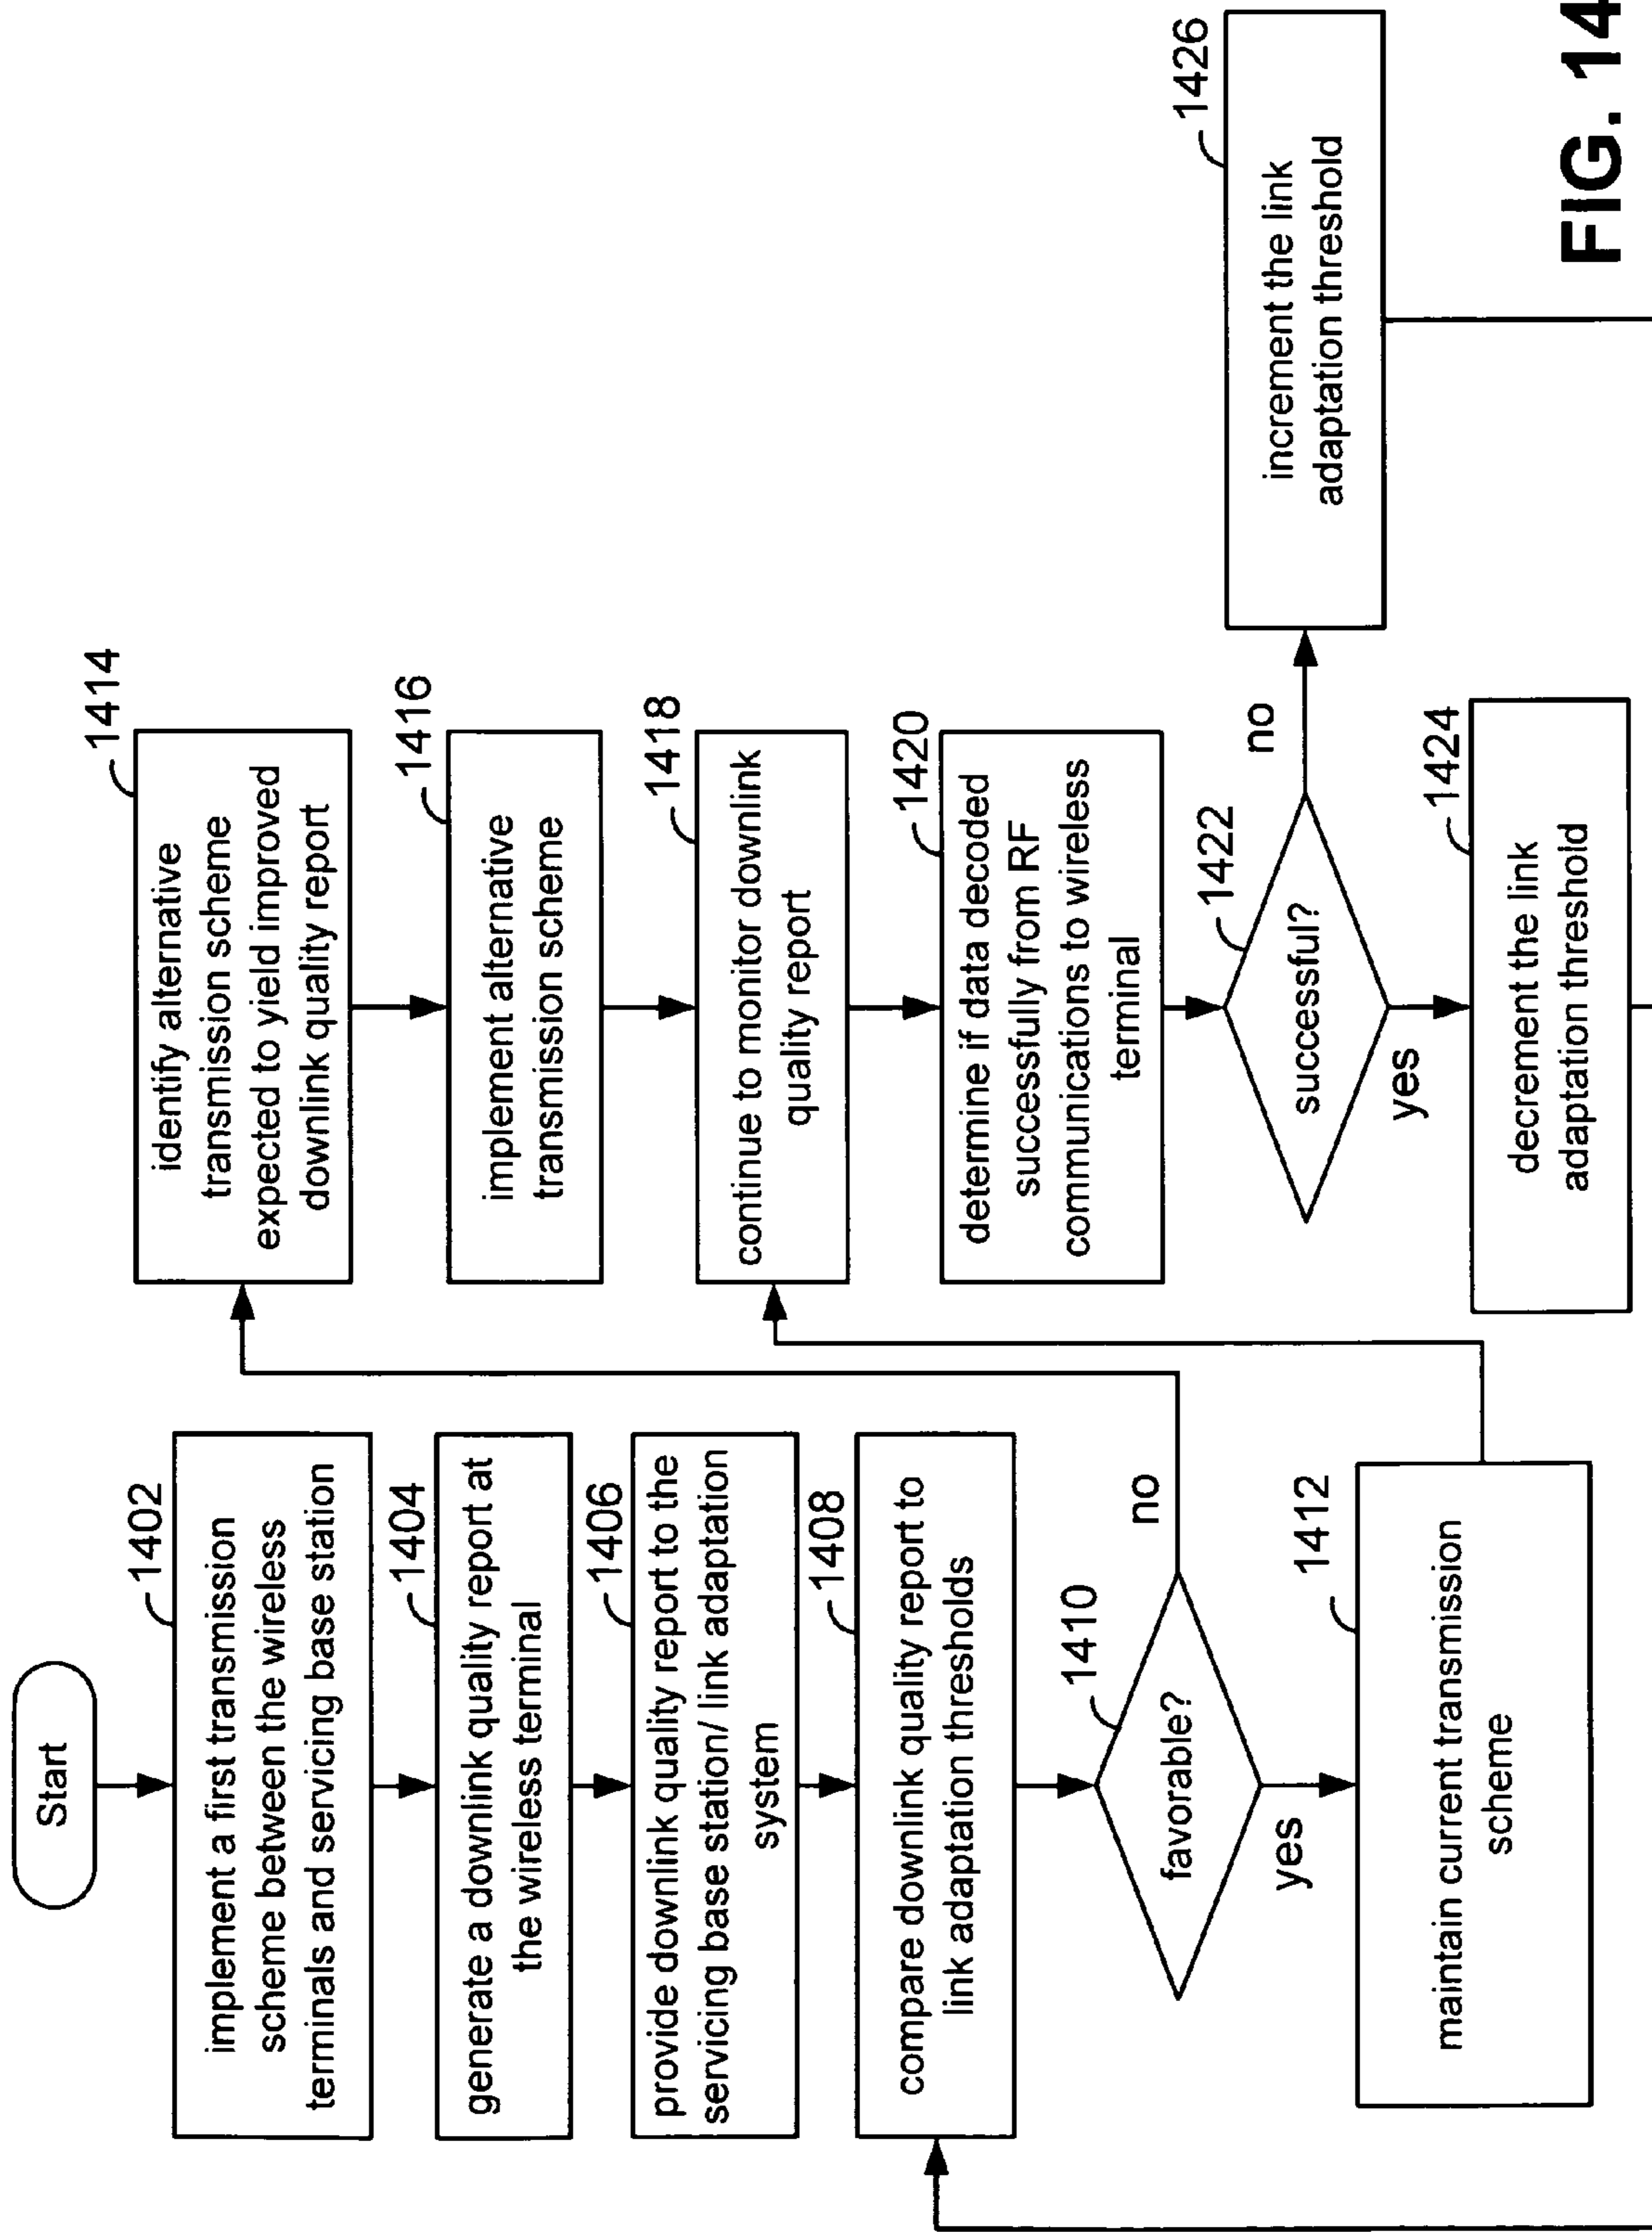 Start
1402
implement a first transmission
scheme between the wireless
terminals and servicing base station
1404
generate a downlink quality report at
the wireless terminal
1406
provide downlink quality report to the
servicing base station/ link adaptation
system
1408
compare downlink quality report to
link adaptation thresholds
1410
favorable?
no
yes
1412
maintain current transmission
scheme
1414
identify alternative
transmission scheme
expected to yield improved
downlink quality report
1416
implement alternative
transmission scheme
1418
continue to monitor downlink
quality report
1420
determine if data decoded
successfully from RF
communications to wireless
terminal
1422
successful?
no
yes
1424
decrement the link
adaptation threshold
1426
increment the link
adaptation threshold
FIG. 14